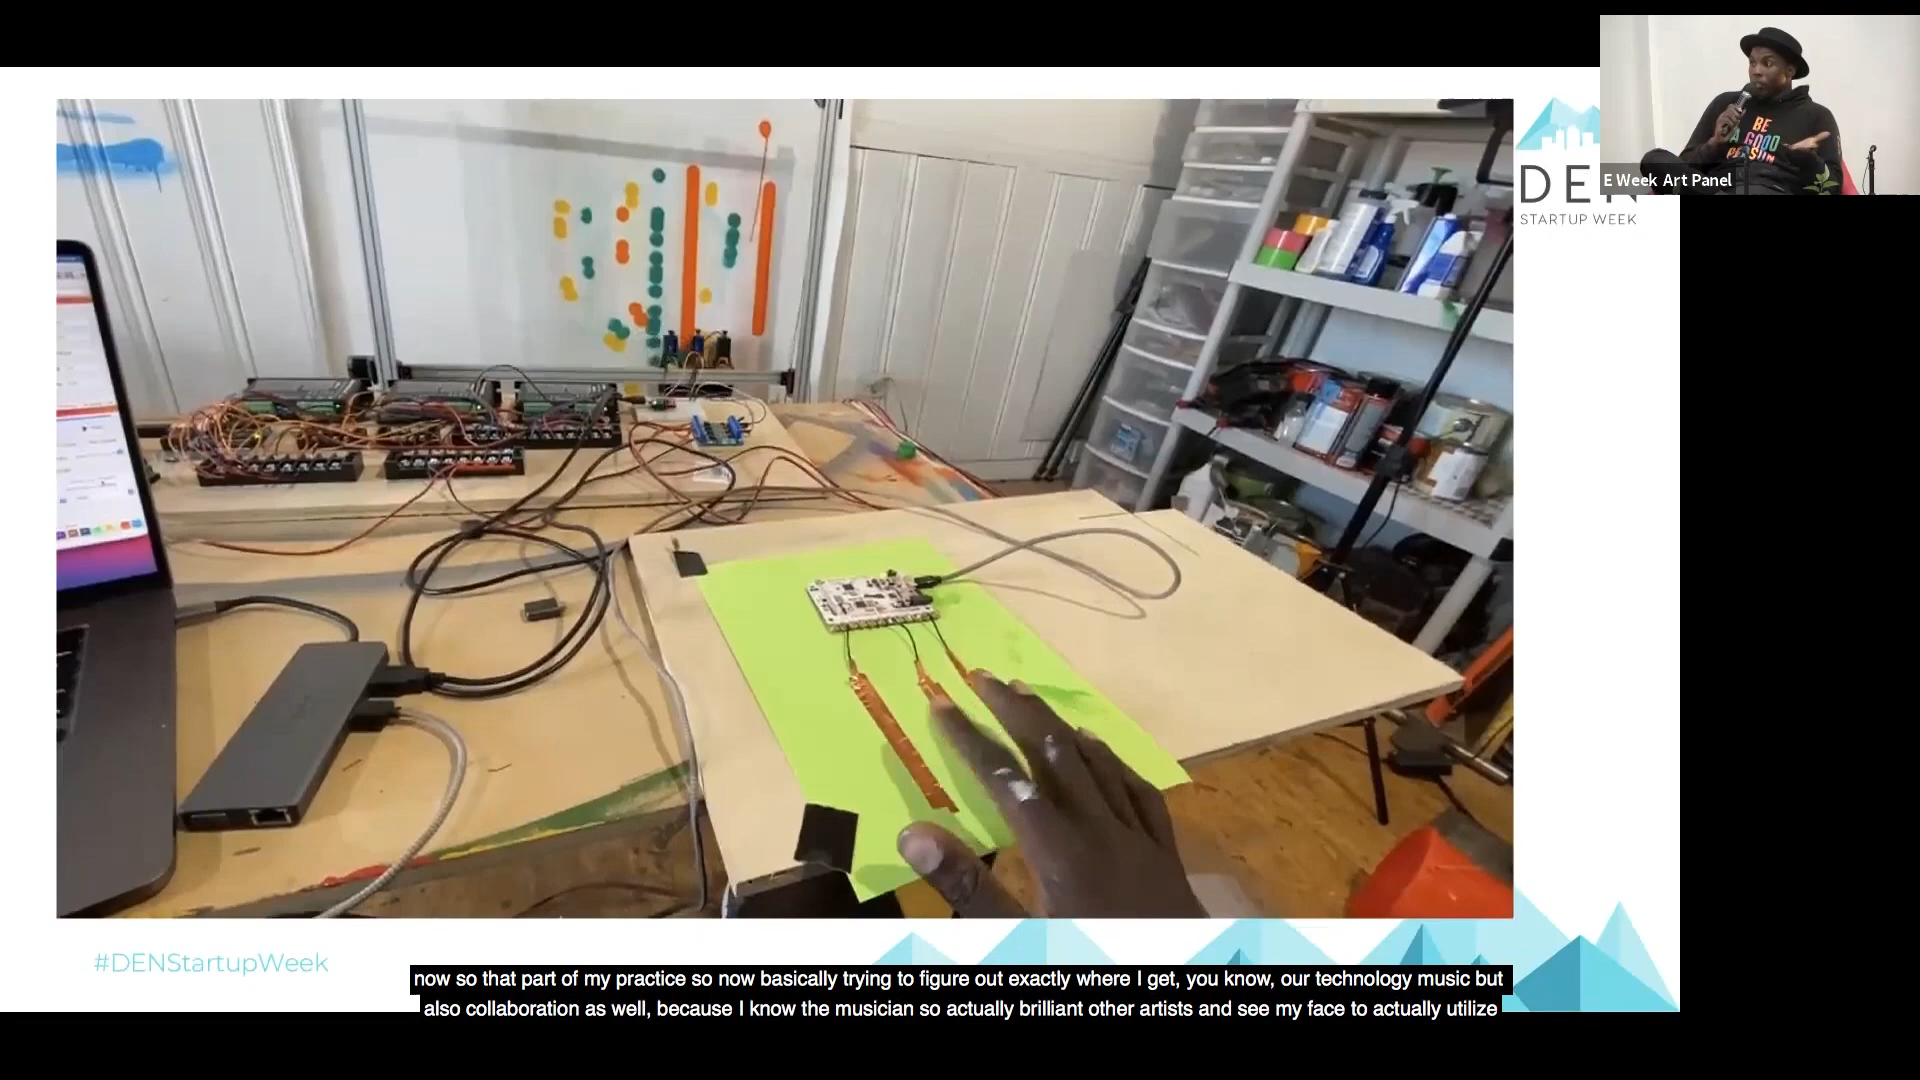 BE
A GOOD
PERSON
E Week Art Panel
DEN
STARTUP WEEK
#DENStartupWeek
now so that part of my practice so now basically trying to figure out exactly where I get, you know, our technology music but
also collaboration as well, because I know the musician so actually brilliant other artists and see my face to actually utilize